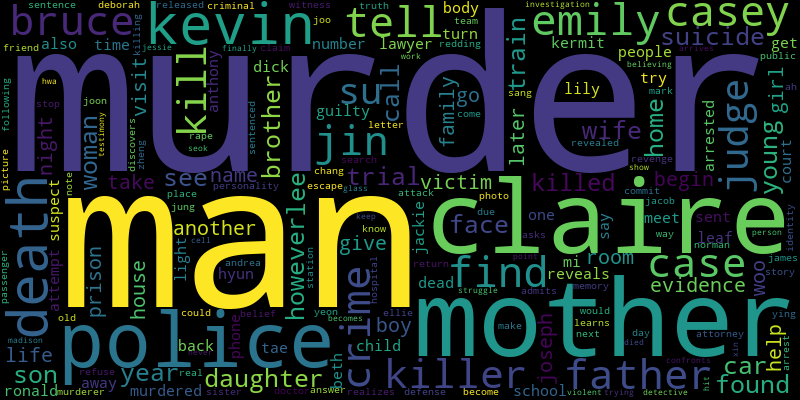 murder
man
claire
mother
police
death
kevin
bruce
emily
casey
tell
kill
suicide
jin
su
find
case
crime
killer
father
judge
found
daughter
year
son
car
help
room
face
wife
home
train
family
young
girl
woman
visit
brother
call
go
trial
victim
killed
evidence
see
take
night
another
however
lee
prison
house
life
back
boy
give
hyun
tae
woo
joseph
meet
reveals
mi
dead
school
begin
suspect
guilty
lawyer
number
dick
time
also
body
turn
kermit
people
try
get
lily
later
name
light
attempt
murdered
away
ronald
child
beth
phone
jackie
anthony
arrested
court
sent
leaf
say
one
letter
sentence
released
criminal
deborah
witness
joo
truth
team
investigation
friend
jessie
finally
claim
redding
work
killing
following
stop
hwa
joon
testimony
discovers
zheng
rape
seok
sentenced
sang
believing
mark
public
arrives
ah
revealed
revenge
show
commit
jacob
way
norman
person
identity
james
story
ying
arrest
picture
note
place
jung
personality
search
chang
escape
glass
attack
photo
due
asks
keep
know
old
could
cell
andrea
belief
station
hospital
return
point
admits
memory
struggle
passenger
madison
refuse
real
never
sister
yeon
becomes
ellie
doctor
answer
realizes
defense
become
make
would
learns
next
day
died
attorney
confronts
xin
hit
violent
trying
detective
murderer
come